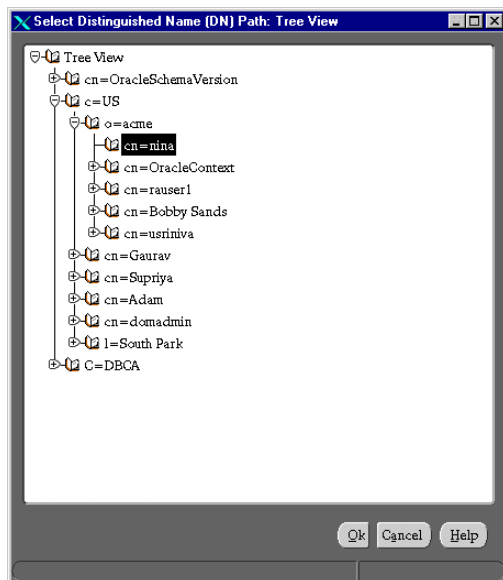 Select Distinguished Name (DN) Path: Tree View
Tree View
cn=OracleSchemaVersion
c=US
o=acme
cn=nina
cn=OracleContext
cn=rauser1
cn=Bobby Sands
cn=usriniva
cn=Gaurav
cn=Supriya
cn=Adam
cn=domadmin
l=South Park
C=DBCA
Ok Cancel Help